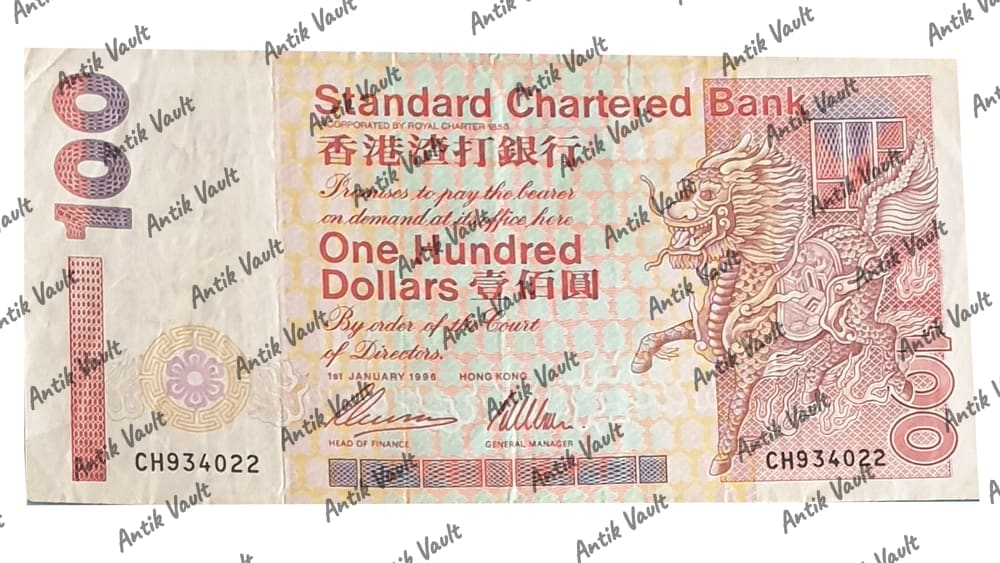 Standard Chartered Bank
INCORPORATED BY ROYAL CHARTER 1853
香港渣打銀行
Promises to pay the bearer
on demand at its office here
One Hundred
Dollars 壹佰圓
By order of the Court
of Directors.
1ST JANUARY 1996 HONG KONG
HEAD OF FINANCE GENERAL MANAGER
CH934022
CH934022
100
100
Antik Vault